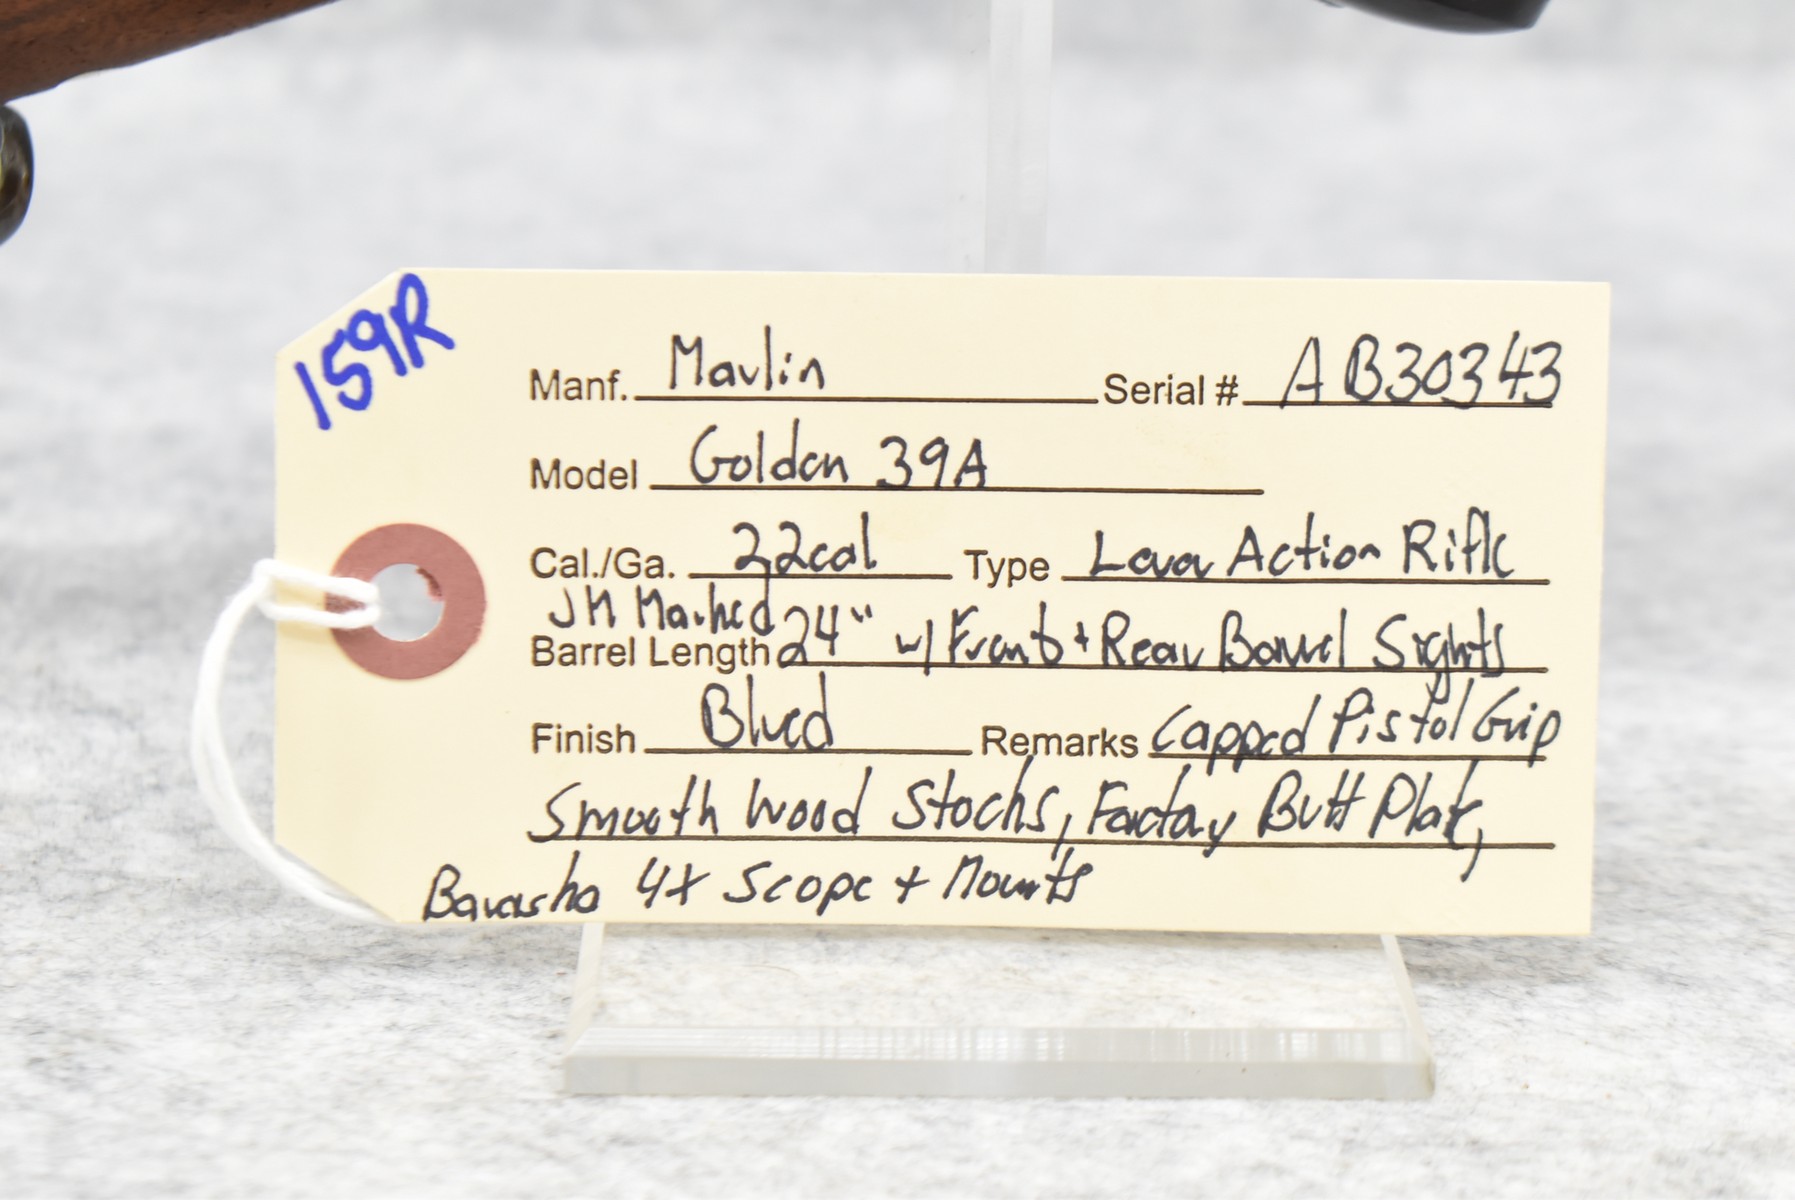 159R
Manf. Marlin Serial # AB30343
Model Golden 39A
Cal./Ga. 22cal Type Lever Action Rifle
JM Marked
Barrel Length 24" w/ Front + Rear Barrel Sights
Finish Blued Remarks Capped Pistol Grip
Smooth Wood Stocks, Factory Butt Plate,
Bavasko 4x Scope + Mounts